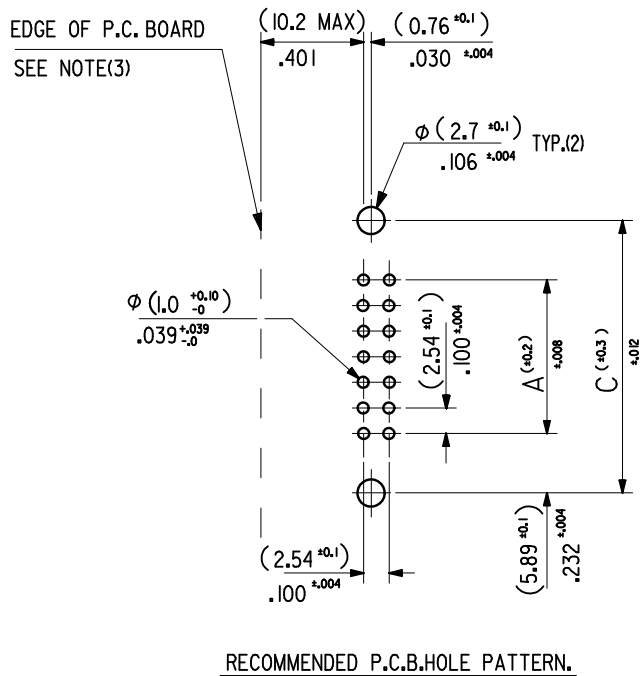 EDGE OF P.C. BOARD
SEE NOTE(3)
(10.2 MAX)
.401
(0.76 ±0.1)
.030 ±.004
Φ (2.7 ±0.1) TYP.(2)
.106 ±.004
Φ (1.0 +0.10 -0)
.039 +.039 -.0
(2.54 ±0.1)
.100 ±.004
A (±0.2)
±.008
C (±0.3)
±.012
(2.54 ±0.1)
.100 ±.004
(5.89 ±0.1)
.232 ±.004
RECOMMENDED P.C.B.HOLE PATTERN.